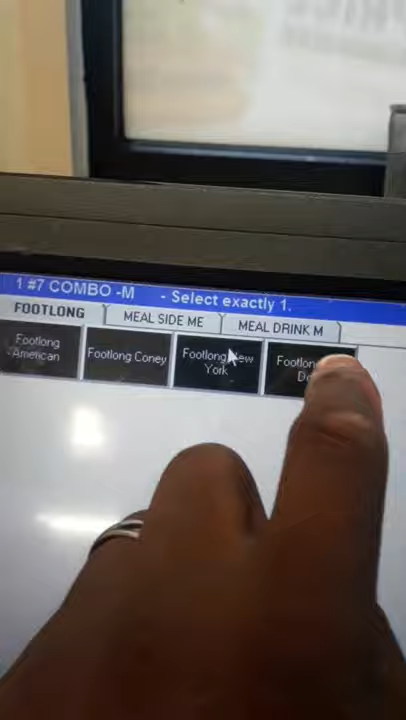 1 #7 COMBO -M - Select exactly 1.
FOOTLONG MEAL SIDE ME MEAL DRINK M
Footlong American
Footlong Coney
Footlong New York